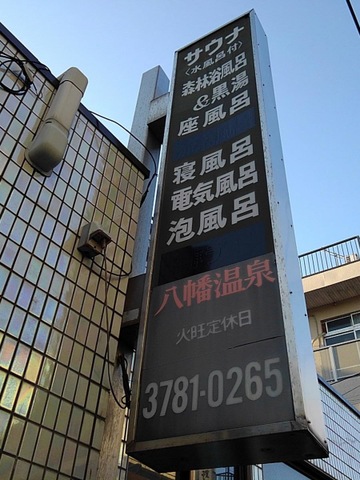 サウナ
〈水風呂付〉
森林浴風呂
&黒湯
座風呂
寝風呂
電気風呂
泡風呂
八幡温泉
火旺定休日
3781-0265